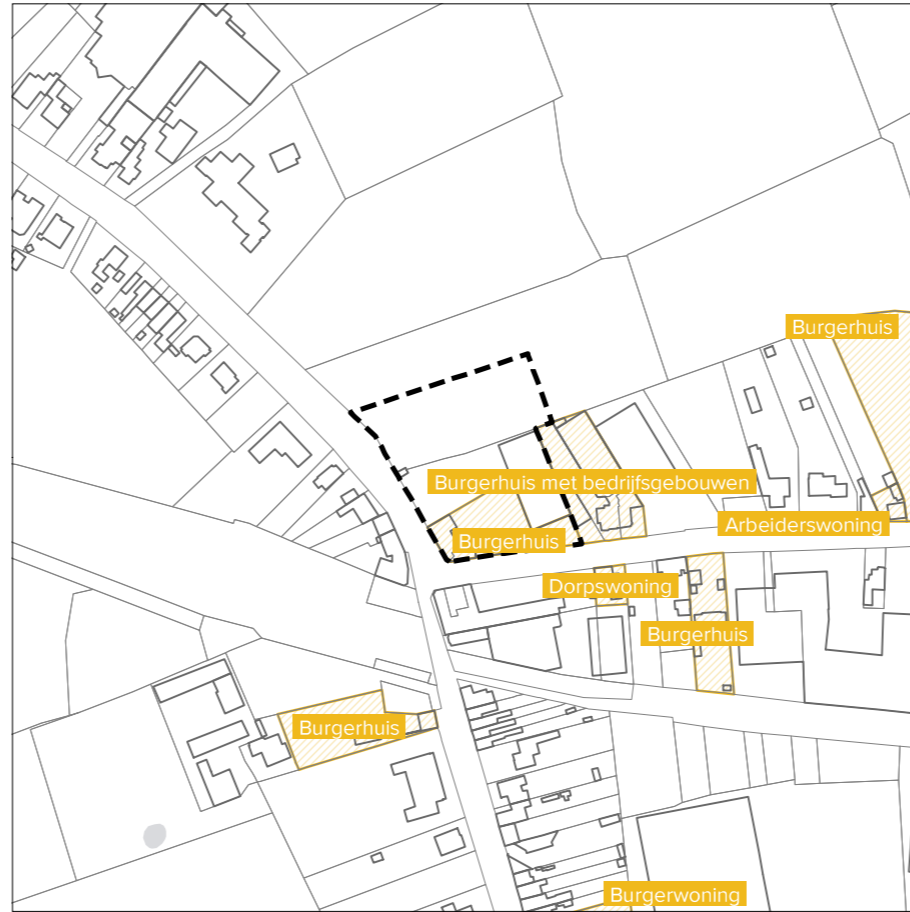 Burgerhuis
Burgerhuis met bedrijfsgebouwen
Arbeiderswoning
Burgerhuis
Dorpswoning
Burgerhuis
Burgerhuis
Burgerwoning